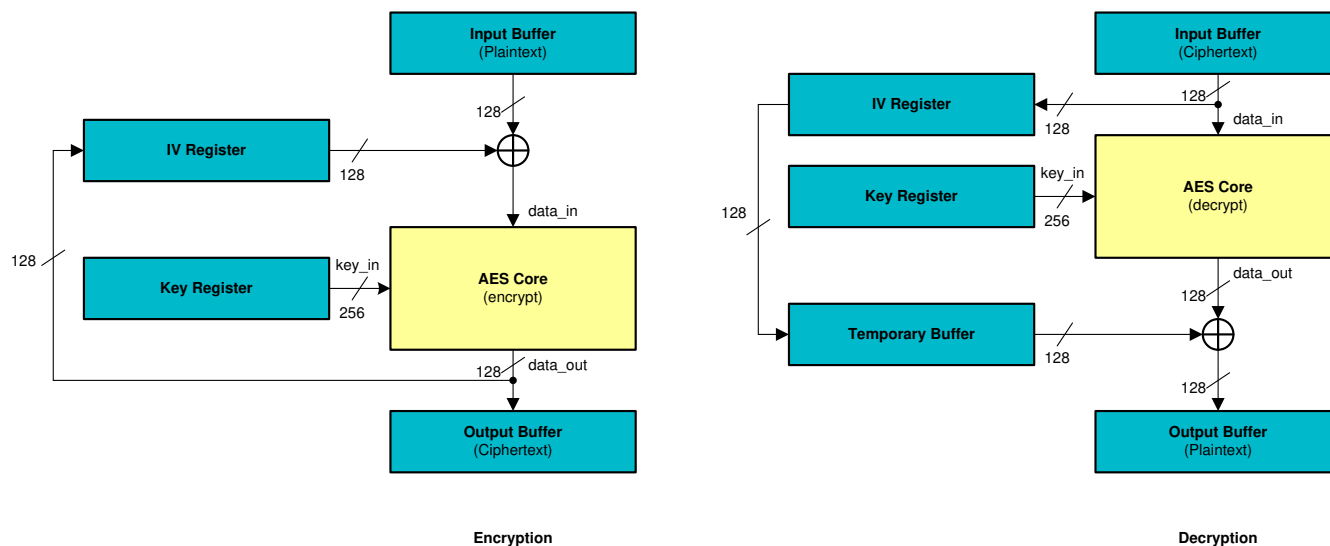 Input Buffer
(Plaintext)
128
IV Register
128
data_in
128
Key Register
key_in
256
AES Core
(encrypt)
128
data_out
Output Buffer
(Ciphertext)
Encryption
Input Buffer
(Ciphertext)
128
IV Register
128
data_in
128
Key Register
key_in
256
AES Core
(decrypt)
data_out
128
Temporary Buffer
128
128
Output Buffer
(Plaintext)
Decryption